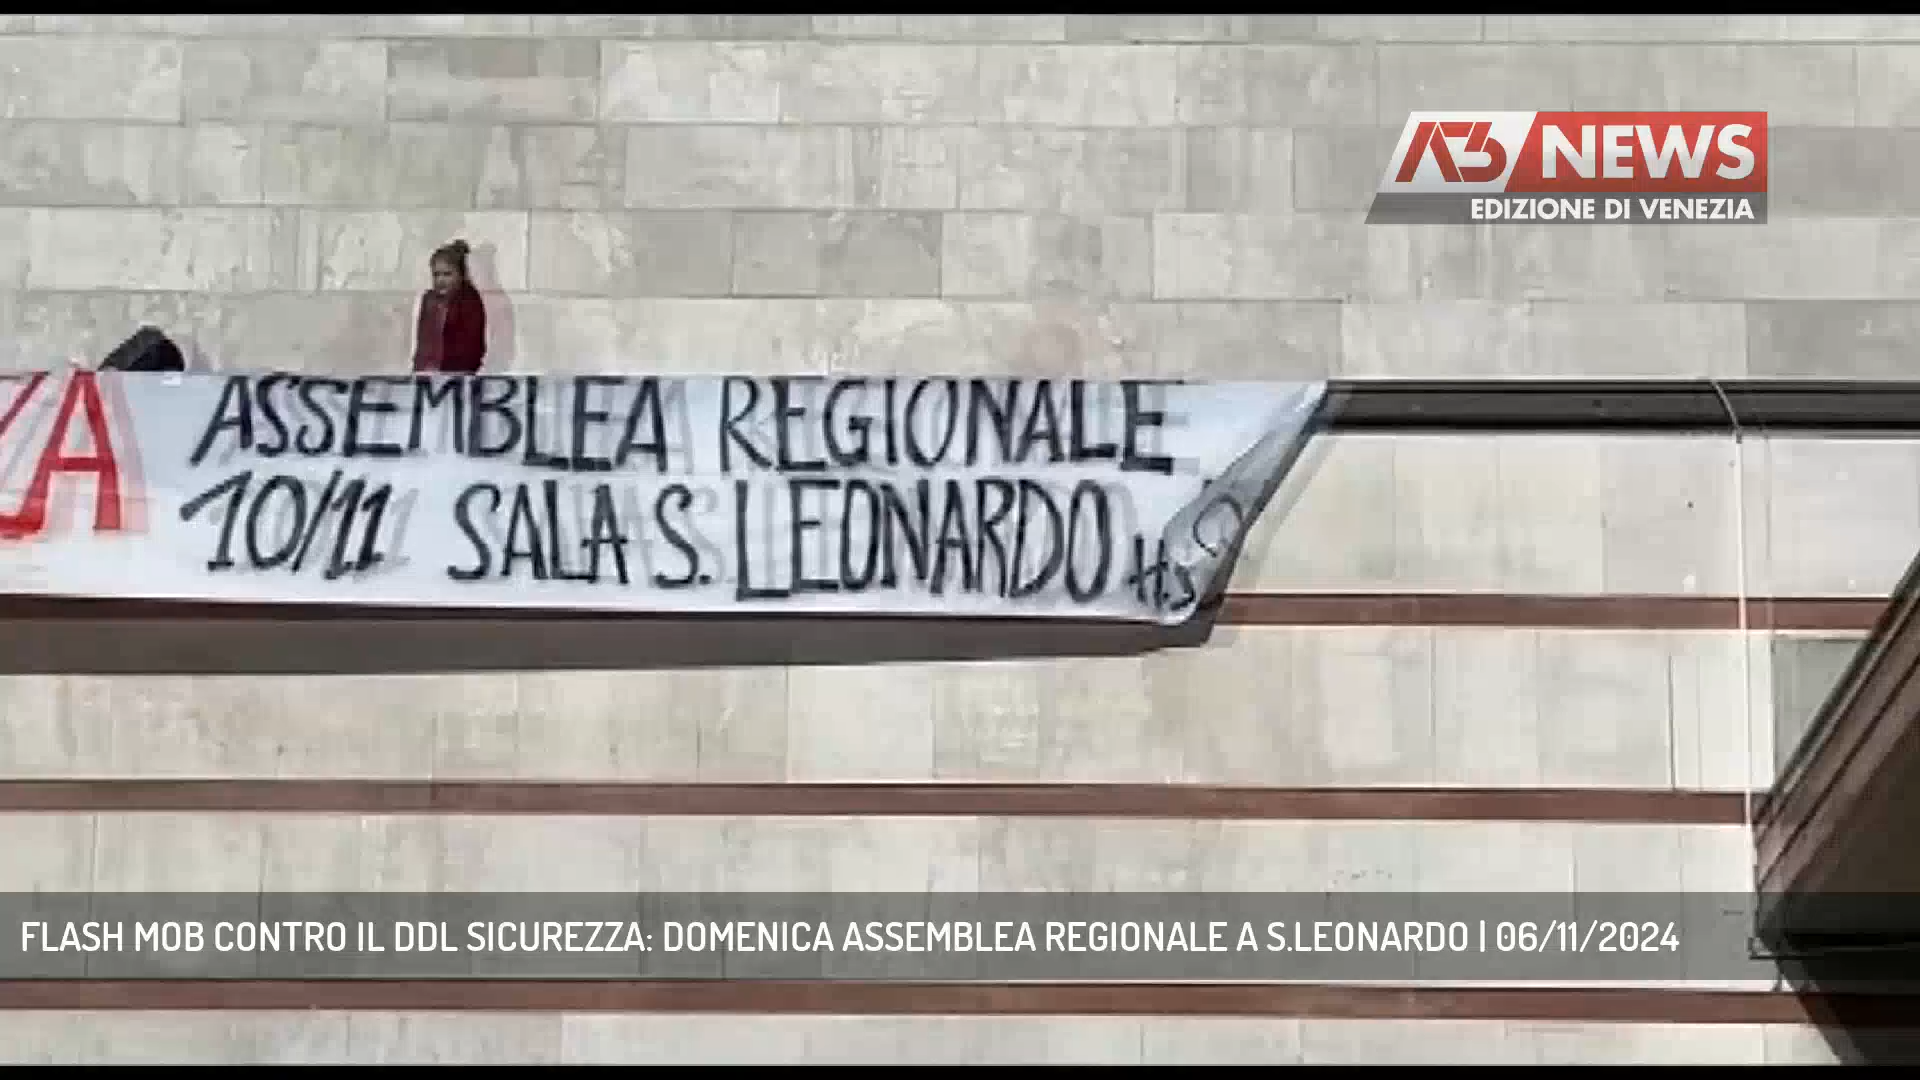 A3 NEWS
EDIZIONE DI VENEZIA
ZA ASSEMBLEA REGIONALE
10/11 SALA S. LEONARDO
FLASH MOB CONTRO IL DDL SICUREZZA: DOMENICA ASSEMBLEA REGIONALE A S.LEONARDO | 06/11/2024